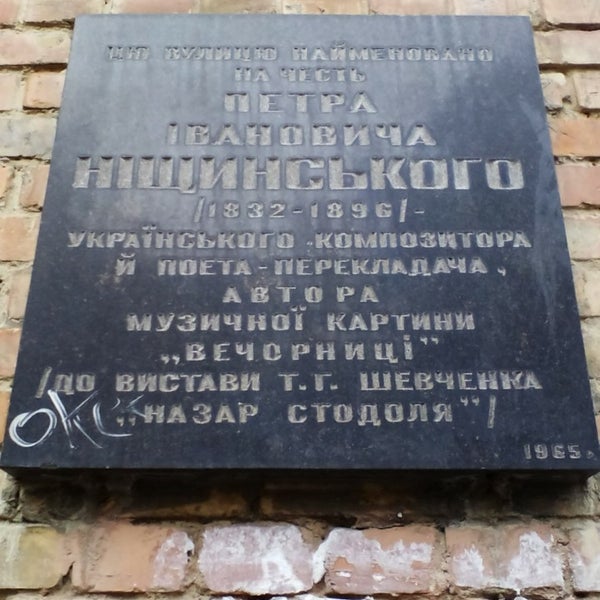 ЦЮ ВУЛИЦЮ НАЙМЕНОВАНО
НА ЧЕСТЬ
ПЕТРА
ІВАНОВИЧА
НІЩИНСЬКОГО
/1832-1896/-
УКРАЇНСЬКОГО КОМПОЗИТОРА
Й ПОЕТА-ПЕРЕКЛАДАЧА,
АВТОРА
МУЗИЧНОЇ КАРТИНИ
„ВЕЧОРНИЦІ"
/ДО ВИСТАВИ Т.Г. ШЕВЧЕНКА
„НАЗАР СТОДОЛЯ"/
1965р.